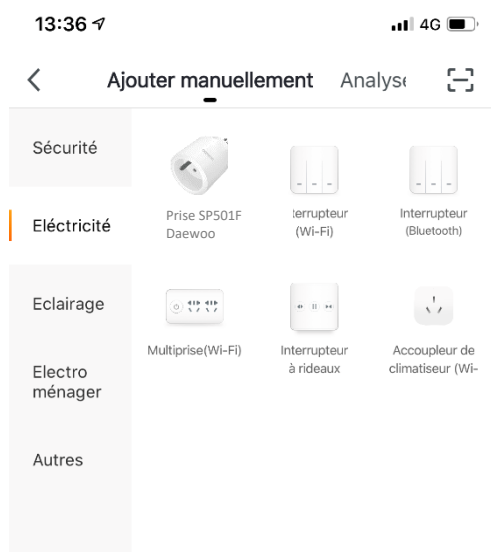 13:36
4G
Ajouter manuellement
Analyse
Sécurité
Eléctricité
Eclairage
Electro
ménager
Autres
Prise SP501F
Daewoo
terrupteur
(Wi-Fi)
Interrupteur
(Bluetooth)
Multiprise(Wi-Fi)
Interrupteur
à rideaux
Accoupleur de
climatiseur (Wi-